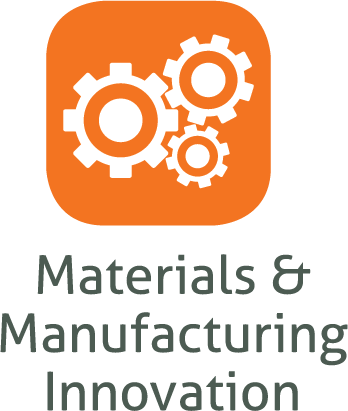 Materials &
Manufacturing
Innovation